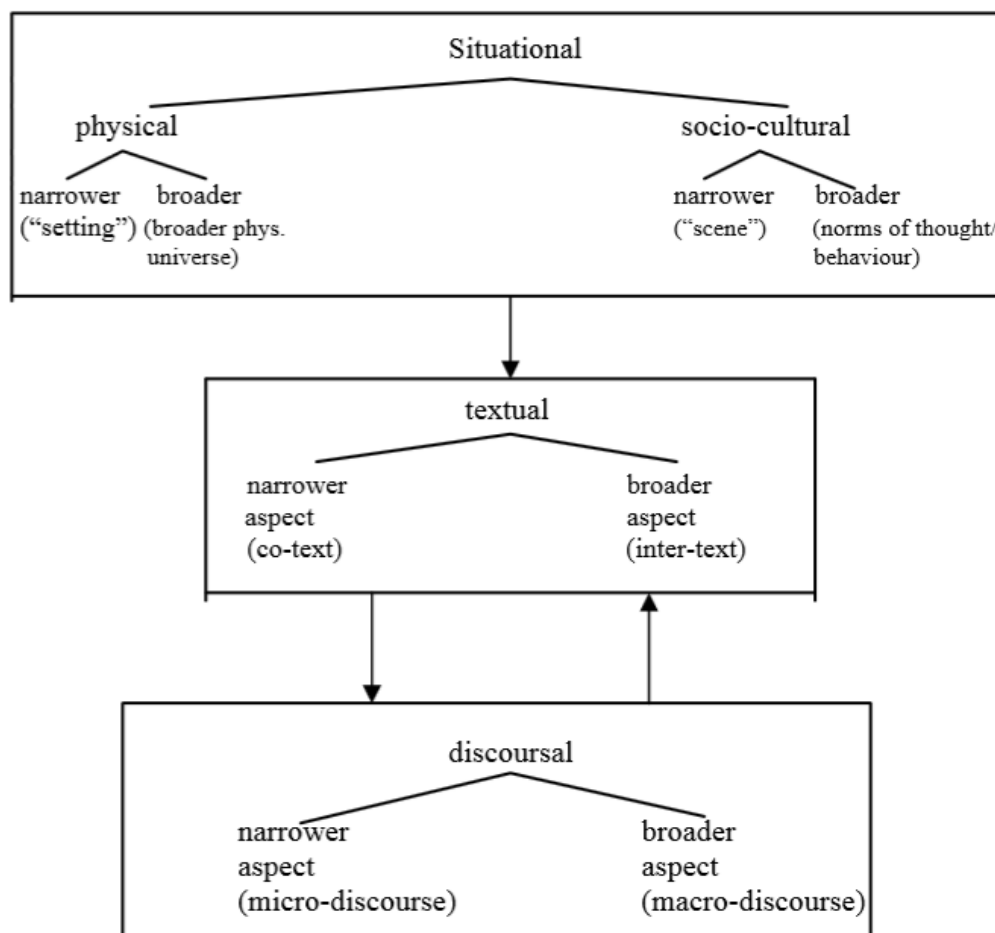 Situational
physical
socio-cultural
narrower
broader
narrower
broader
(“setting”)
(broader phys.
universe)
(“scene”)
(norms of thought/
behaviour)
textual
narrower
aspect
(co-text)
broader
aspect
(inter-text)
discoursal
narrower
aspect
(micro-discourse)
broader
aspect
(macro-discourse)